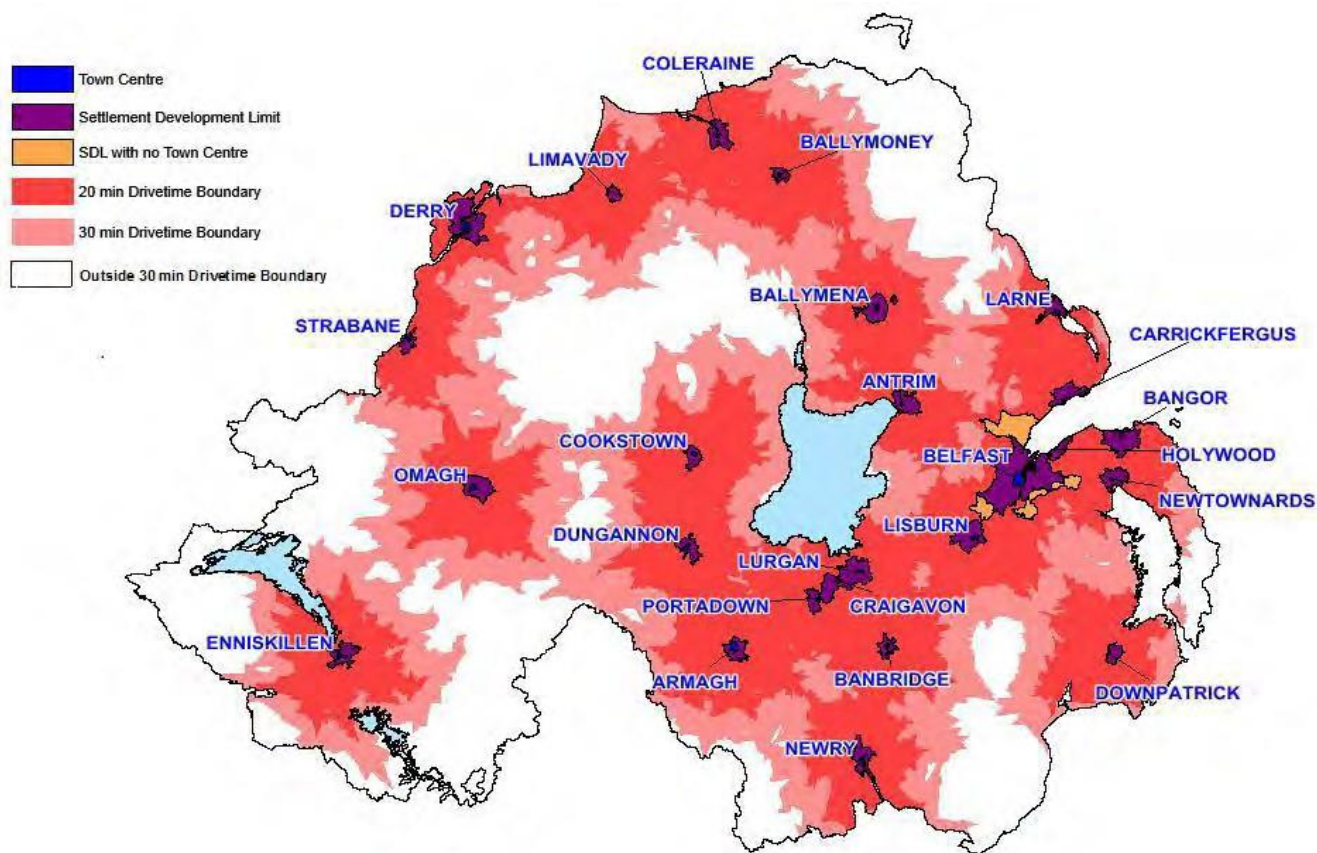 Town Centre
Settlement Development Limit
SDL with no Town Centre
20 min Drivetime Boundary
30 min Drivetime Boundary
Outside 30 min Drivetime Boundary
COLERAINE
BALLYMONEY
LIMAVADY
DERRY
BALLYMENA
LARNE
STRABANE
CARRICKFERGUS
ANTRIM
BANGOR
COOKSTOWN
BELFAST
HOLYWOOD
OMAGH
NEWTOWNARDS
LISBURN
DUNGANNON
LURGAN
PORTADOWN
CRAIGAVON
ENNISKILLEN
ARMAGH
BANBRIDGE
DOWNPATRICK
NEWRY